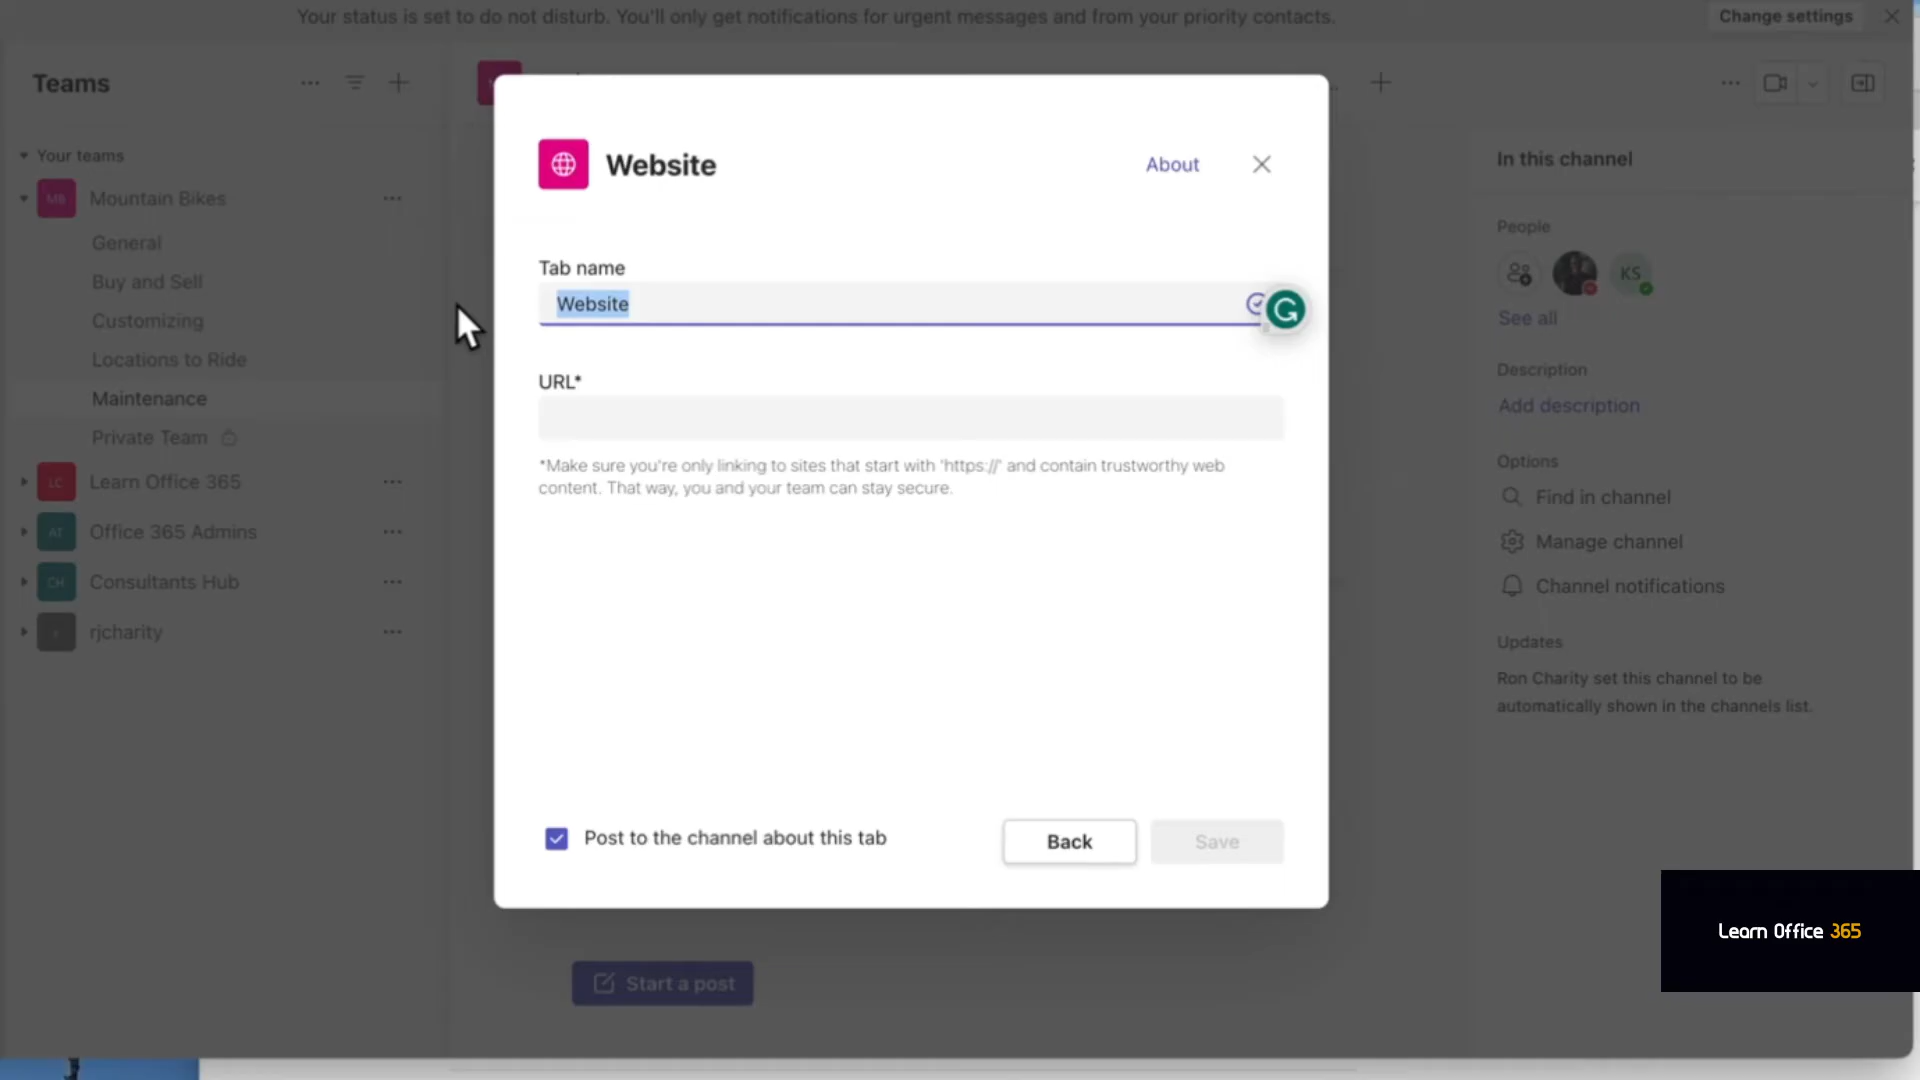 Your status is set to do not disturb. You'll only get notifications for urgent messages and from your priority contacts.
Change settings
Teams
Your teams
MB
Mountain Bikes
General
Buy and Sell
Customizing
Locations to Ride
Maintenance
Private Team
LC
Learn Office 365
AT
Office 365 Admins
CH
Consultants Hub
rjcharity
Website
About
Tab name
Website
URL*
*Make sure you're only linking to sites that start with 'https://' and contain trustworthy web
content. That way, you and your team can stay secure.
Post to the channel about this tab
Back
Save
Start a post
In this channel
People
KS
See all
Description
Add description
Options
Find in channel
Manage channel
Channel notifications
Updates
Ron Charity set this channel to be
automatically shown in the channels list.
Learn Office 365